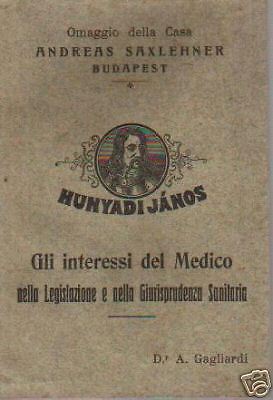 Omaggio della Casa
ANDREAS SAXLEHNER
BUDAPEST
HUNYADI JÁNOS
Gli interessi del Medico
nella Legislazione e nella Giurisprudenza Sanitaria
D.r A. Gagliardi